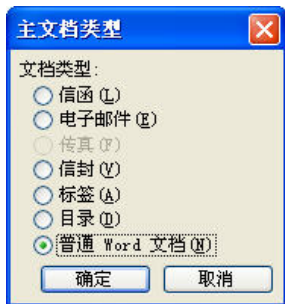 主文档类型
文档类型:
信函(L)
电子邮件(E)
传真(F)
信封(V)
标签(A)
目录(D)
普通 Word 文档(N)
确定 取消